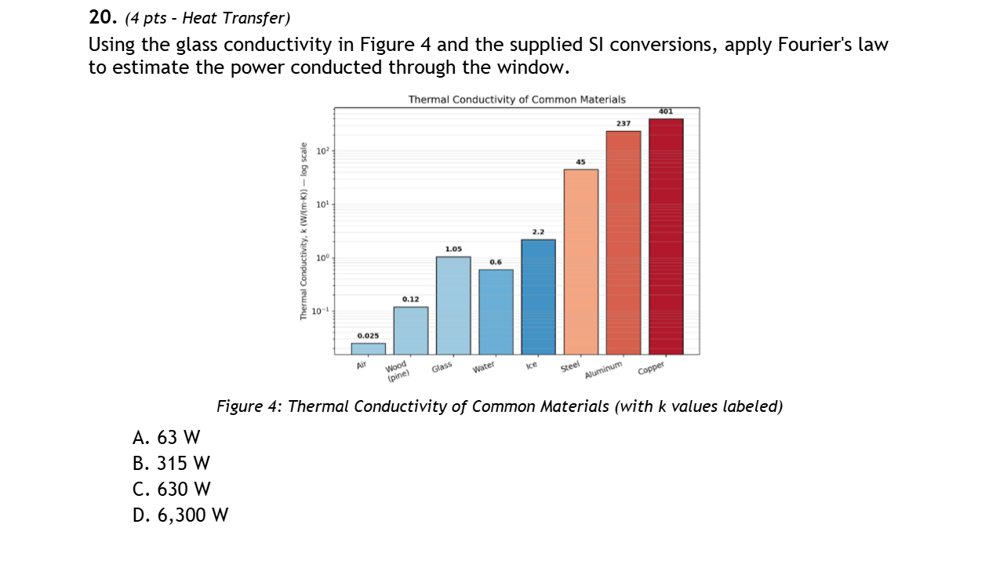 20. (4 pts - Heat Transfer)
Using the glass conductivity in Figure 4 and the supplied SI conversions, apply Fourier's law
to estimate the power conducted through the window.
Thermal Conductivity of Common Materials
Thermal Conductivity, k (W/(m·K)) — log scale
10²
10¹
10⁰
10⁻¹
0.025
0.12
1.05
0.6
2.2
45
237
401
Air
Wood
(pine)
Glass
Water
Ice
Steel
Aluminum
Copper
Figure 4: Thermal Conductivity of Common Materials (with k values labeled)
A. 63 W
B. 315 W
C. 630 W
D. 6,300 W